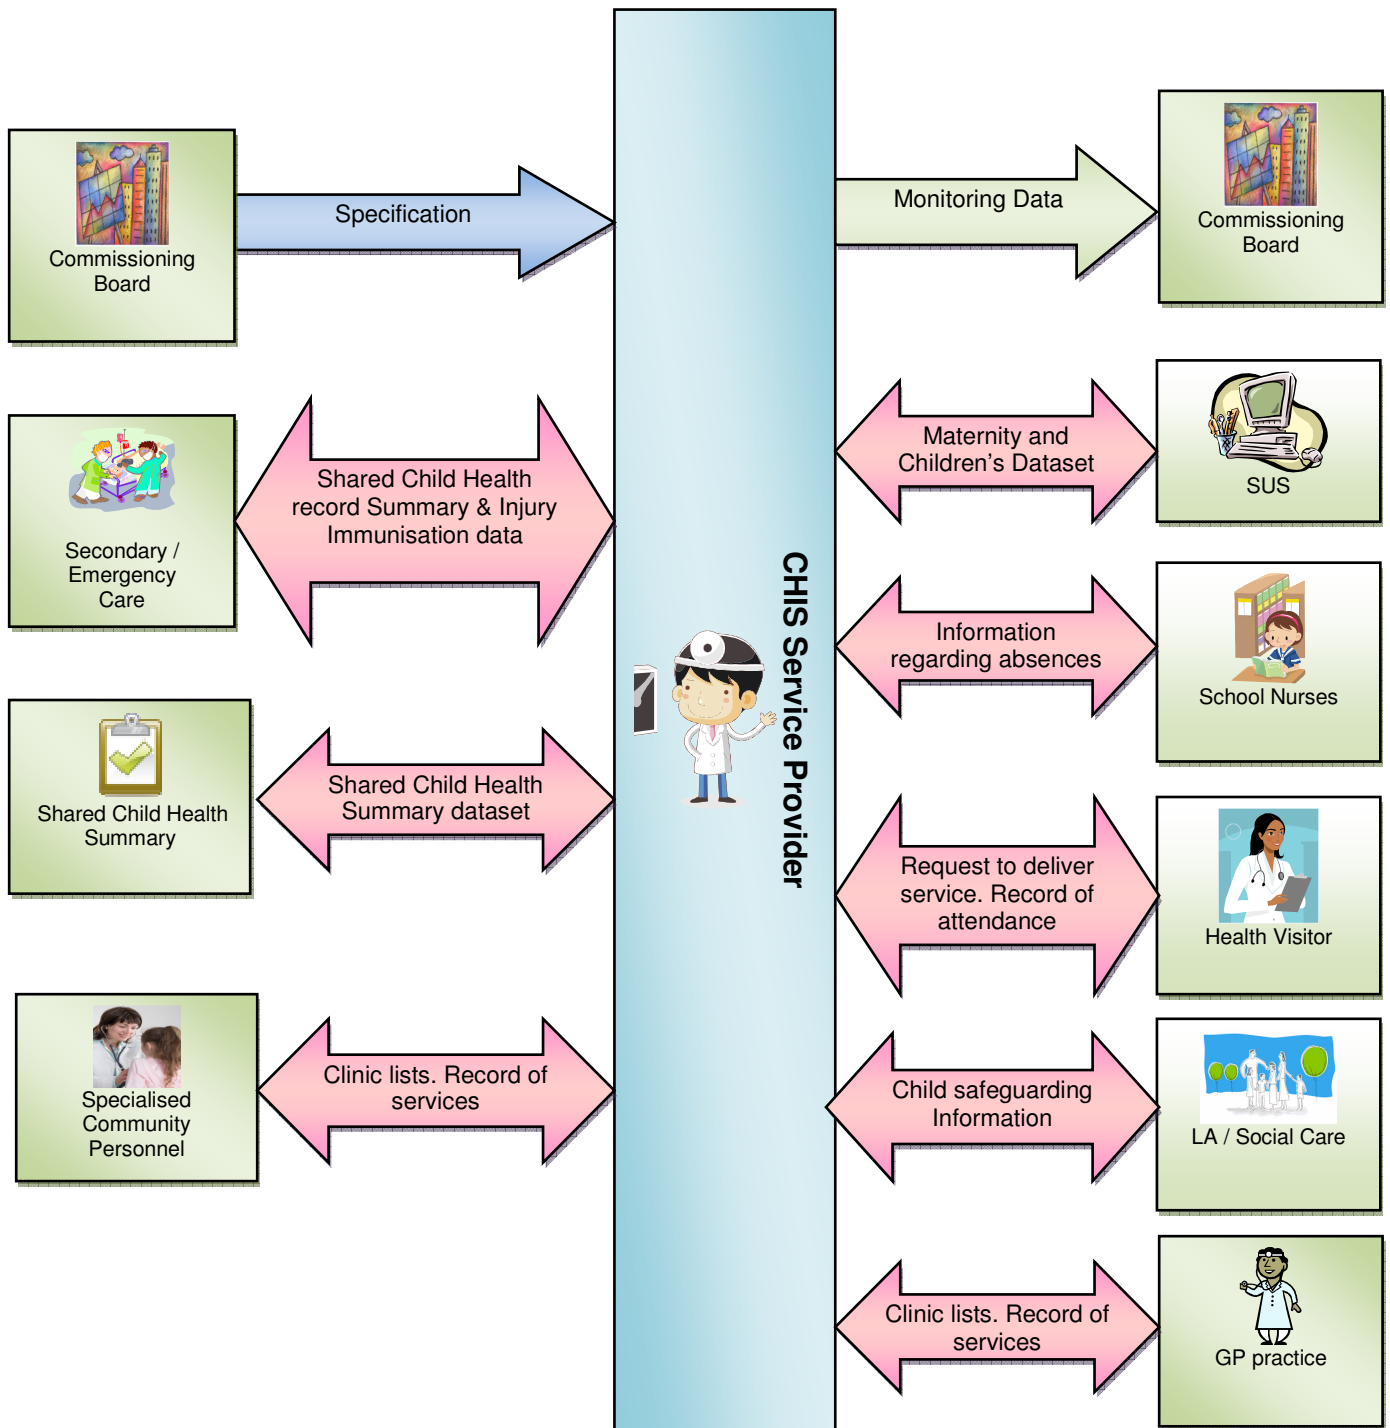 Commissioning
Board
Specification
Monitoring Data
Commissioning
Board
Secondary /
Emergency
Care
Shared Child Health
record Summary & Injury
Immunisation data
Maternity and
Children's Dataset
SUS
CHIS Service Provider
Information
regarding absences
School Nurses
Shared Child Health
Summary
Shared Child Health
Summary dataset
Request to deliver
service. Record of
attendance
Health Visitor
Specialised
Community
Personnel
Clinic lists. Record of
services
Child safeguarding
Information
LA / Social Care
Clinic lists. Record of
services
GP practice